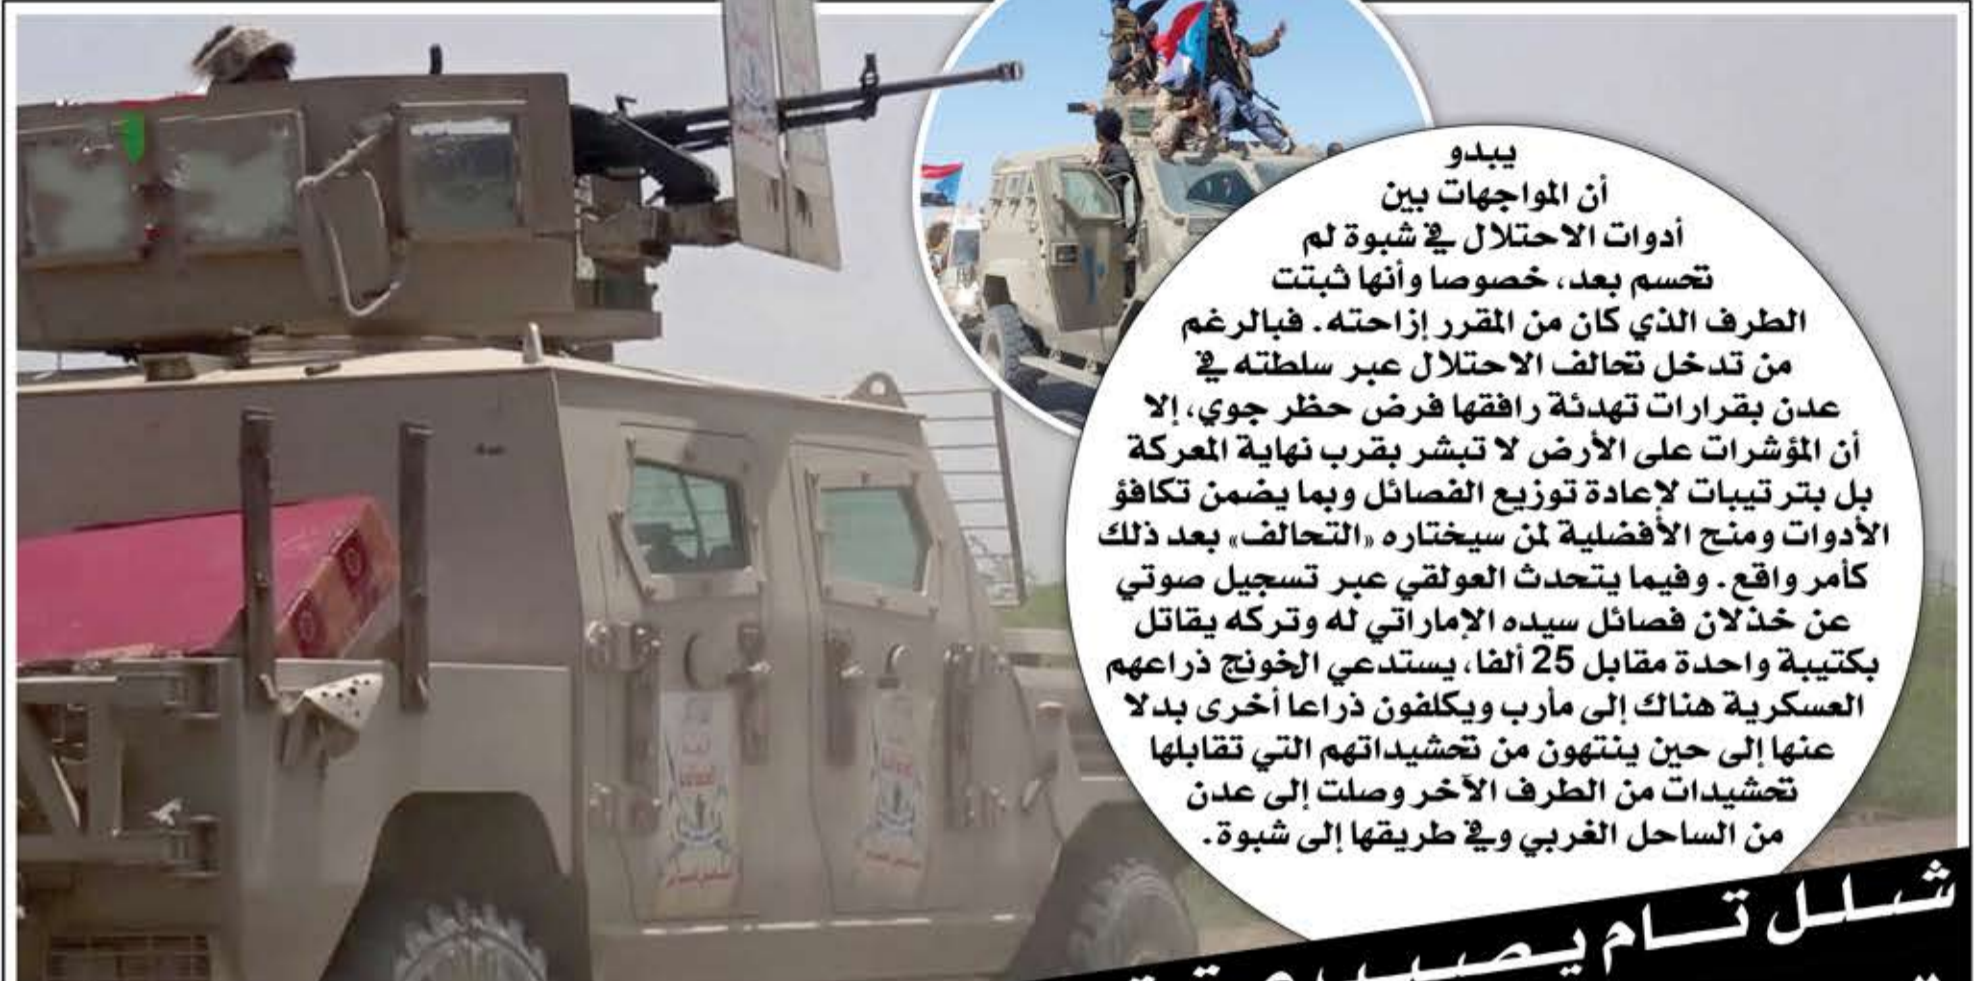 يبدو
أن المواجهات بين
أدوات الاحتلال في شبوة لم
تحسم بعد، خصوصا وأنها ثبتت
الطرف الذي كان من المقرر إزاحته. فبالرغم
من تدخل تحالف الاحتلال عبر سلطته في
عدن بقرارات تهدئة رافقها فرض حظر جوي، إلا
أن المؤشرات على الأرض لا تبشر بقرب نهاية المعركة
بل بترتيبات لإعادة توزيع الفصائل وبما يضمن تكافؤ
الأدوات ومنح الأفضلية لمن سيختاره «التحالف» بعد ذلك
كأمر واقع. وفيما يتحدث العولقي عبر تسجيل صوتي
عن خذلان فصائل سيده الإماراتي له وتركه يقاتل
بكتيبة واحدة مقابل 25 ألفا، يستدعي الخونج ذراعهم
العسكرية هناك إلى مأرب ويكلفون ذراعا أخرى بدلا
عنها إلى حين ينتهون من تحشيداتهم التي تقابلها
تحشيدات من الطرف الآخر وصلت إلى عدن
من الساحل الغربي وفي طريقها إلى شبوة.
شلل تام يصيب